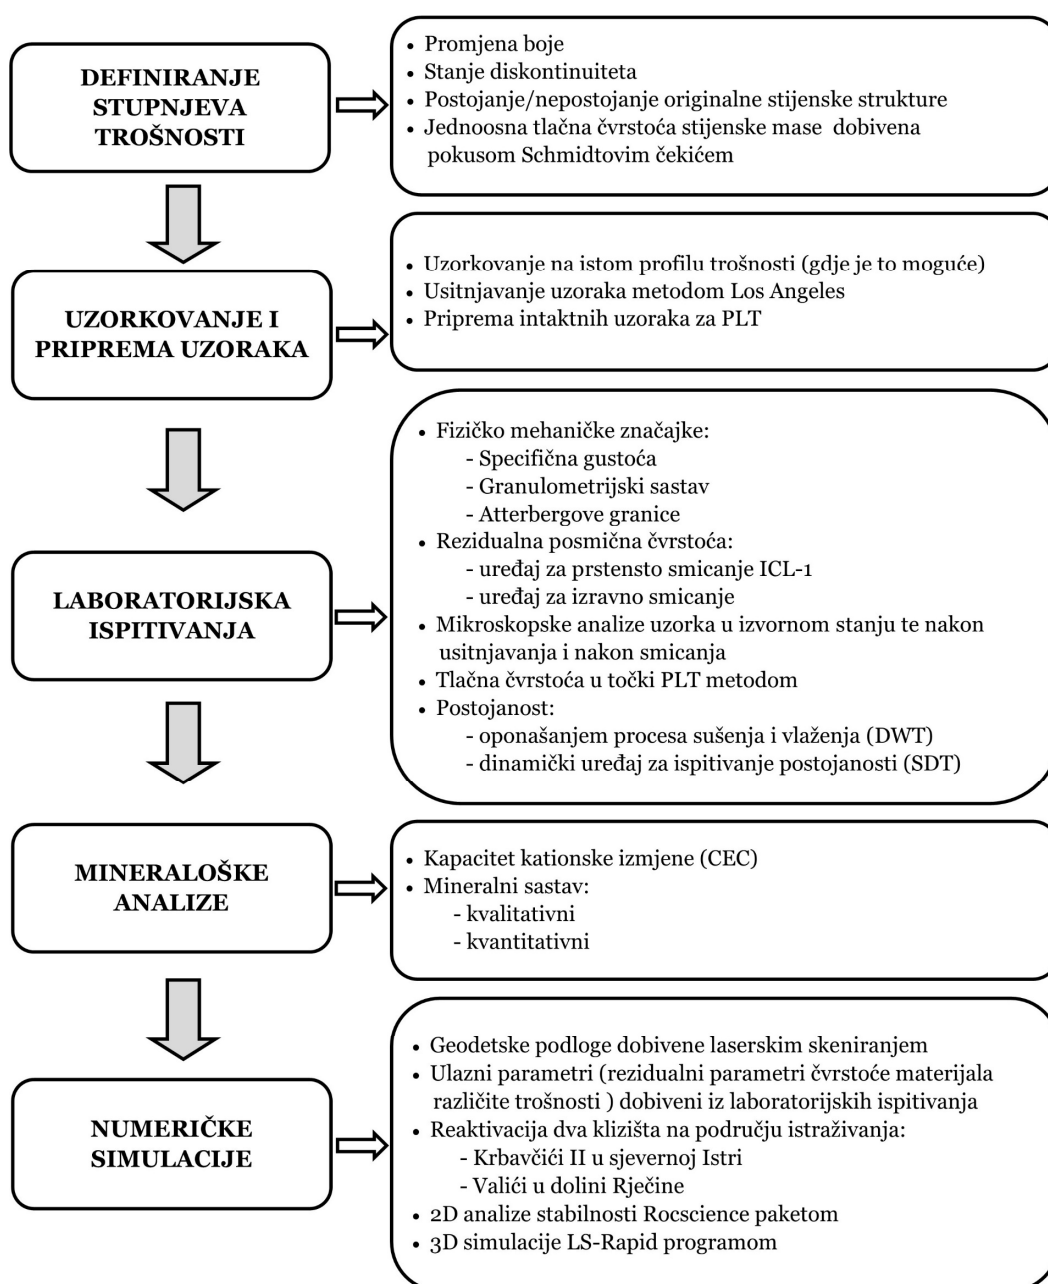 DEFINIRANJE
STUPNJEVA
TROŠNOSTI
• Promjena boje
• Stanje diskontinuiteta
• Postojanje/nepostojanje originalne stijenske strukture
• Jednoosna tlačna čvrstoća stijenske mase dobivena
pokusom Schmidtovim čekićem
UZORKOVANJE I
PRIPREMA UZORAKA
• Uzorkovanje na istom profilu trošnosti (gdje je to moguće)
• Usitnjavanje uzoraka metodom Los Angeles
• Priprema intaktnih uzoraka za PLT
LABORATORIJSKA
ISPITIVANJA
• Fizičko mehaničke značajke:
- Specifična gustoća
- Granulometrijski sastav
- Atterbergove granice
• Rezidualna posmična čvrstoća:
- uređaj za prstensto smicanje ICL-1
- uređaj za izravno smicanje
• Mikroskopske analize uzorka u izvornom stanju te nakon
usitnjavanja i nakon smicanja
• Tlačna čvrstoća u točki PLT metodom
• Postojanost:
- oponašanjem procesa sušenja i vlaženja (DWT)
- dinamički uređaj za ispitivanje postojanosti (SDT)
MINERALOŠKE
ANALIZE
• Kapacitet kationske izmjene (CEC)
• Mineralni sastav:
- kvalitativni
- kvantitativni
NUMERIČKE
SIMULACIJE
• Geodetske podloge dobivene laserskim skeniranjem
• Ulazni parametri (rezidualni parametri čvrstoće materijala
različite trošnosti ) dobiveni iz laboratorijskih ispitivanja
• Reaktivacija dva klizišta na području istraživanja:
- Krbavčići II u sjevernoj Istri
- Valići u dolini Rječine
• 2D analize stabilnosti Rocscience paketom
• 3D simulacije LS-Rapid programom